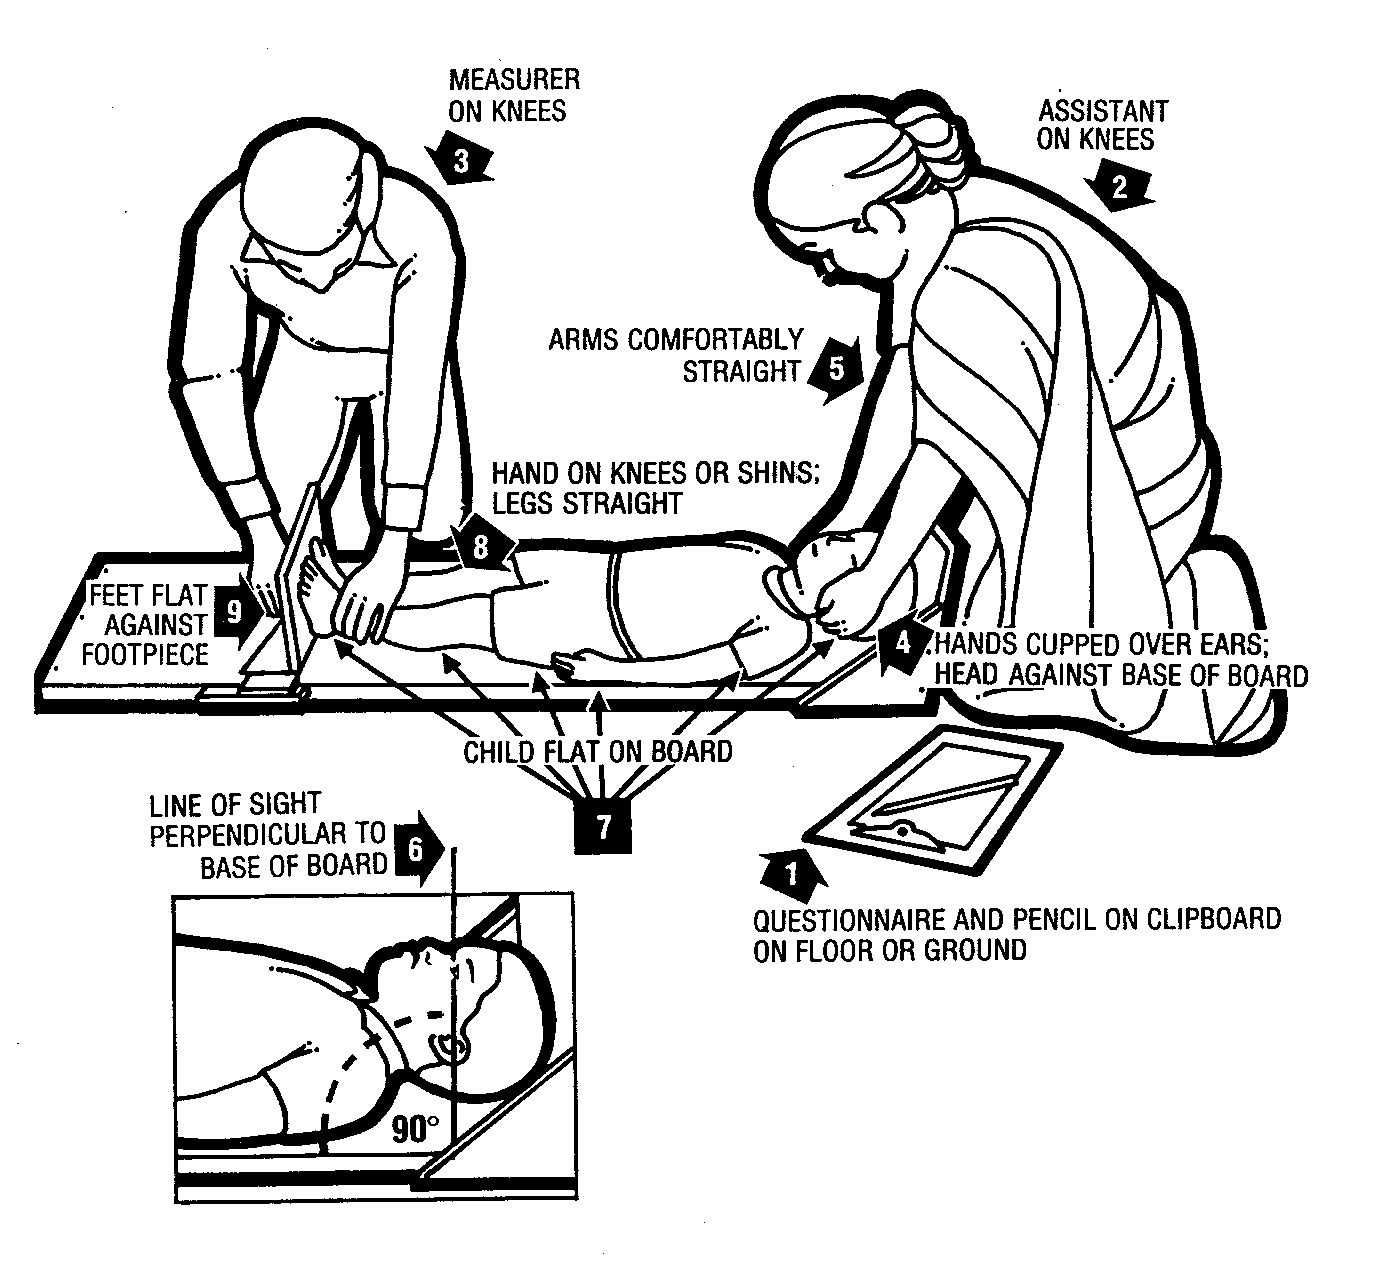 MEASURER
ON KNEES
3
ASSISTANT
ON KNEES
2
ARMS COMFORTABLY
STRAIGHT
5
HAND ON KNEES OR SHINS;
LEGS STRAIGHT
8
FEET FLAT
AGAINST
FOOTPIECE
9
4
HANDS CUPPED OVER EARS;
HEAD AGAINST BASE OF BOARD
CHILD FLAT ON BOARD
7
LINE OF SIGHT
PERPENDICULAR TO
BASE OF BOARD
6
1
QUESTIONNAIRE AND PENCIL ON CLIPBOARD
ON FLOOR OR GROUND
90°